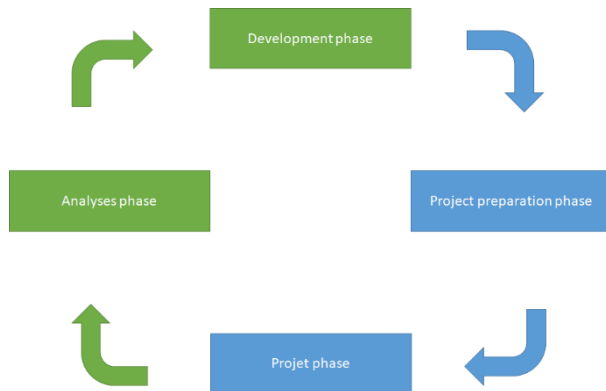 Development phase
Analyses phase
Project preparation phase
Projet phase